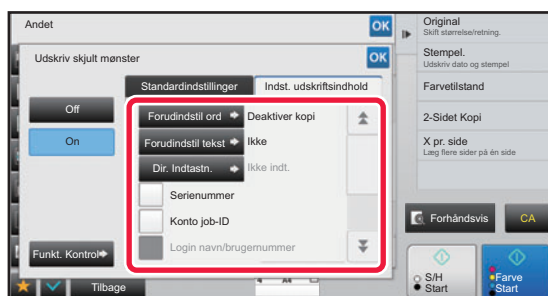 Andet
OK
Udskriv skjult mønster
OK
Standardindstillinger
Indst. udskriftsindhold
Off
On
Forudindstil ord
Deaktiver kopi
Forudindstil tekst
Ikke
Dir. Indtastn.
Ikke indt.
Serienummer
Konto job-ID
Login navn/brugernummer
Funkt. Kontrol
Tilbage
A4
Original
Skift størrelse/retning.
Stempel.
Udskriv dato og stempel
Farvetilstand
2-Sidet Kopi
X pr. side
Læg flere sider på én side
Forhåndsvis
CA
S/H
Start
Farve
Start